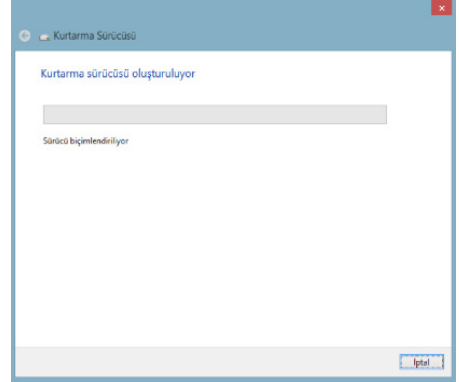 Kurtarma Sürücüsü
Kurtarma sürücüsü oluşturuluyor
Sürücü biçimlendiriliyor
İptal